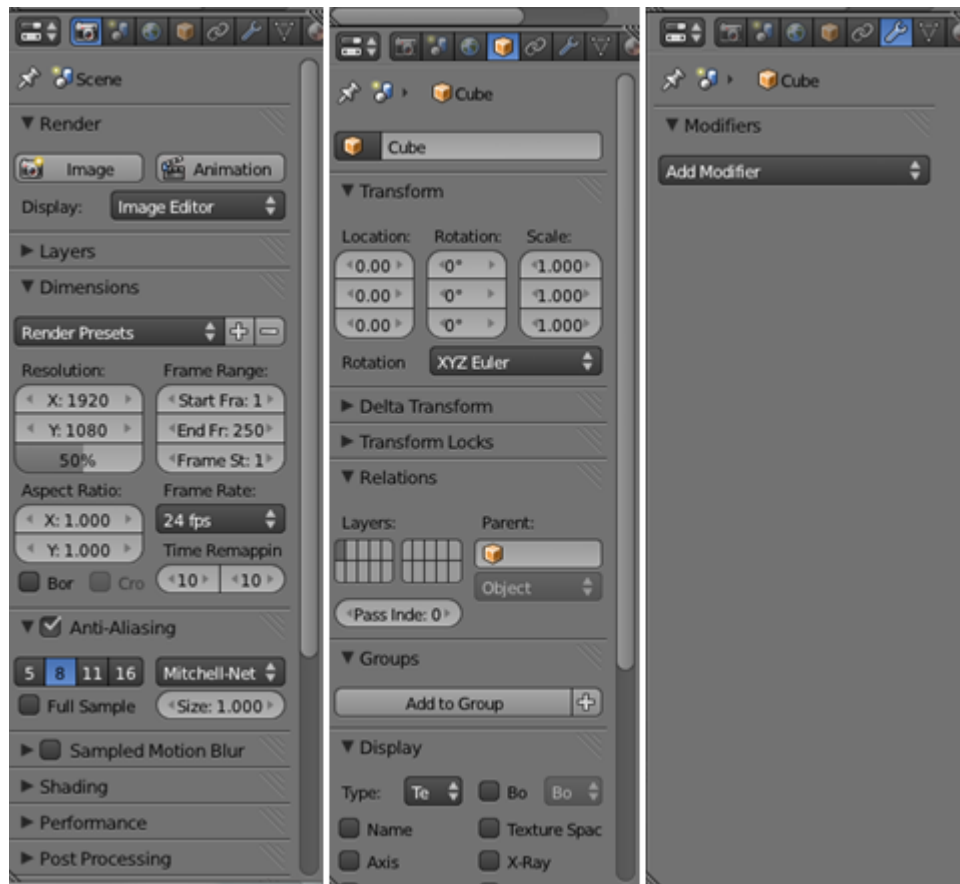 Scene
Render
Image
Animation
Display:
Image Editor
Layers
Dimensions
Render Presets
Resolution:
Frame Range:
X: 1920
Start Fra: 1
Y: 1080
End Fr: 250
50%
Frame St: 1
Aspect Ratio:
Frame Rate:
X: 1.000
24 fps
Y: 1.000
Time Remappin
Bor
Cro
10
10
Anti-Aliasing
5
8
11
16
Mitchell-Net
Full Sample
Size: 1.000
Sampled Motion Blur
Shading
Performance
Post Processing
Cube
Cube
Transform
Location:
Rotation:
Scale:
0.00
0°
1.000
0.00
0°
1.000
0.00
0°
1.000
Rotation
XYZ Euler
Delta Transform
Transform Locks
Relations
Layers:
Parent:
Object
Pass Inde: 0
Groups
Add to Group
Display
Type:
Te
Bo
Bo
Name
Texture Spac
Axis
X-Ray
Cube
Modifiers
Add Modifier